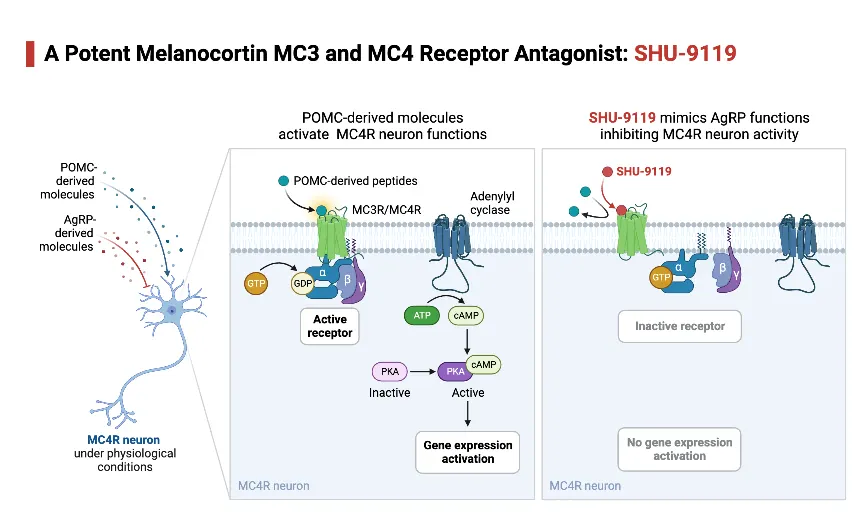 A Potent Melanocortin MC3 and MC4 Receptor Antagonist: SHU-9119
POMC-
derived
molecules
AgRP-
derived
molecules
MC4R neuron
under physiological
conditions
POMC-derived molecules
activate MC4R neuron functions
POMC-derived peptides
MC3R/MC4R
Adenylyl
cyclase
GTP
GDP
α
β
γ
Active
receptor
ATP
cAMP
PKA
PKA
cAMP
Inactive
Active
Gene expression
activation
MC4R neuron
SHU-9119 mimics AgRP functions
inhibiting MC4R neuron activity
SHU-9119
GTP
α
β
γ
Inactive receptor
No gene expression
activation
MC4R neuron